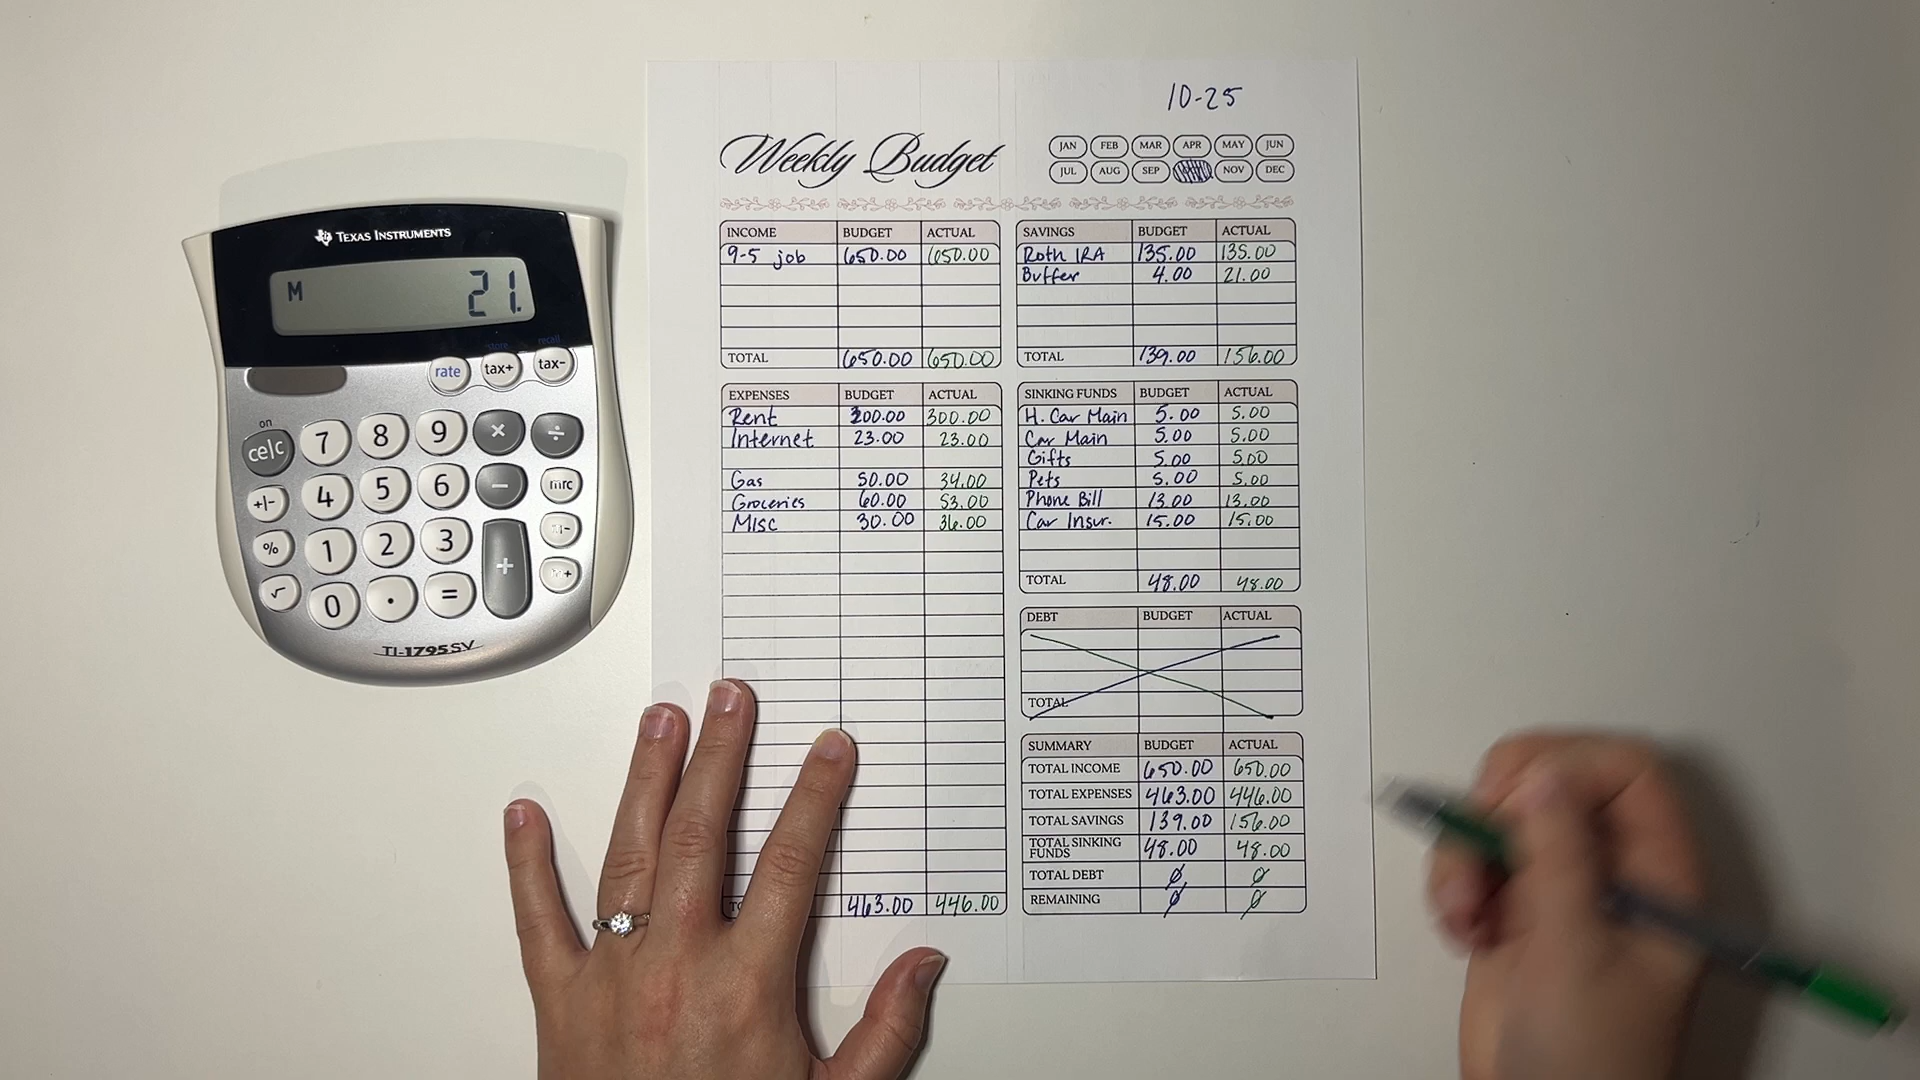 10-25
Weekly Budget
JAN FEB MAR APR MAY JUN
JUL AUG SEP NOV DEC
INCOME BUDGET ACTUAL
9-5 job 650.00 650.00
TOTAL 650.00 650.00
SAVINGS BUDGET ACTUAL
Roth IRA 135.00 135.00
Buffer 4.00 21.00
TOTAL 139.00 156.00
EXPENSES BUDGET ACTUAL
Rent 300.00 300.00
Internet 23.00 23.00
Gas 50.00 34.00
Groceries 60.00 53.00
Misc 30.00 36.00
463.00 446.00
SINKING FUNDS BUDGET ACTUAL
H. Car Main 5.00 5.00
Car Main 5.00 5.00
Gifts 5.00 5.00
Pets 5.00 5.00
Phone Bill 13.00 13.00
Car Insur. 15.00 15.00
TOTAL 48.00 48.00
DEBT BUDGET ACTUAL
TOTAL
SUMMARY BUDGET ACTUAL
TOTAL INCOME 650.00 650.00
TOTAL EXPENSES 463.00 446.00
TOTAL SAVINGS 139.00 156.00
TOTAL SINKING
FUNDS 48.00 48.00
TOTAL DEBT Ø Ø
REMAINING Ø Ø
TEXAS INSTRUMENTS
M 21.
store recall
rate tax+ tax-
on
ce/c 7 8 9 × ÷
+/- 4 5 6 − mrc
% 1 2 3 +
√ 0 . =
TI-1795 SV